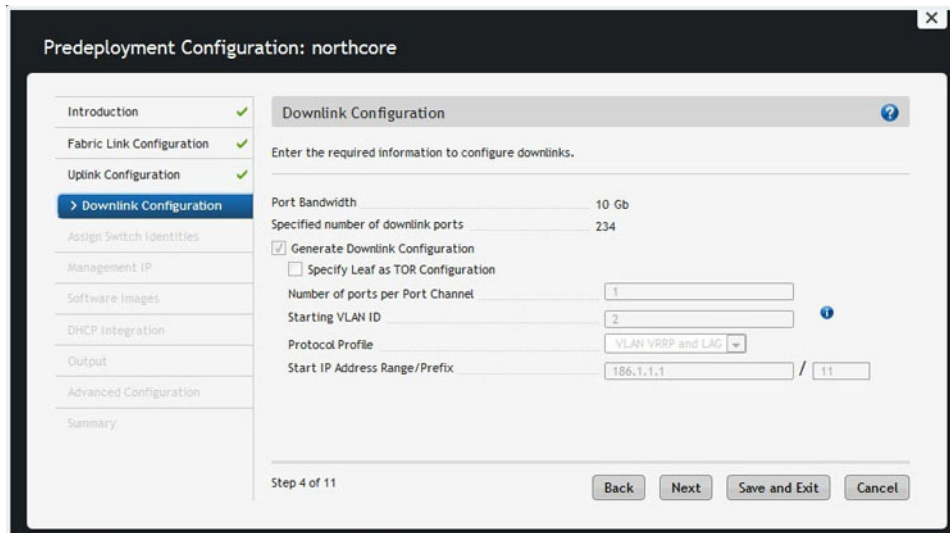 Predeployment Configuration: northcore
Introduction
Fabric Link Configuration
Uplink Configuration
> Downlink Configuration
Assign Switch Identities
Management IP
Software Images
DHCP Integration
Output
Advanced Configuration
Summary
Downlink Configuration
Enter the required information to configure downlinks.
Port Bandwidth 10 Gb
Specified number of downlink ports 234
Generate Downlink Configuration
Specify Leaf as TOR Configuration
Number of ports per Port Channel 1
Starting VLAN ID 2
Protocol Profile VLAN VRRP and LAG
Start IP Address Range/Prefix 186.1.1.1 / 11
Step 4 of 11
Back Next Save and Exit Cancel